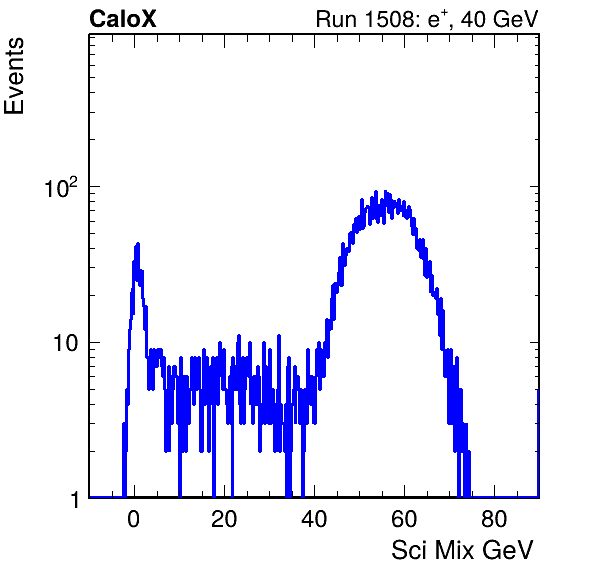 CaloX Run 1508: e⁺, 40 GeV
Events
10²
10
1
0 20 40 60 80
Sci Mix GeV